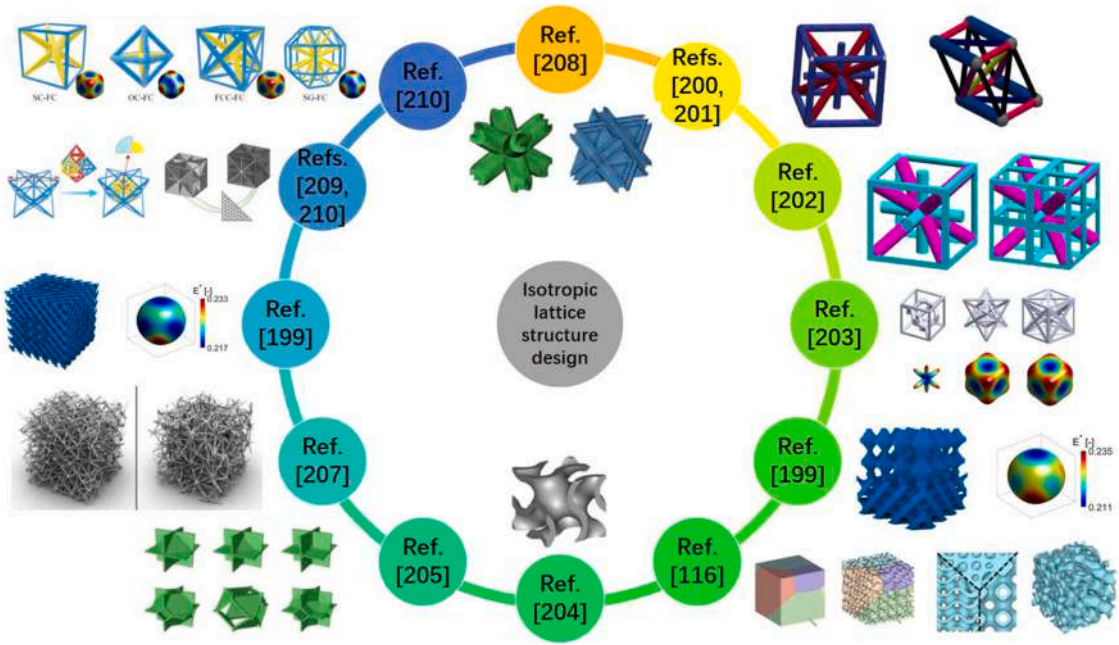 SC-FC
OC-FC
FCC-FC
SG-FC
Ref.
[210]
Ref.
[208]
Refs.
[200,
201]
Refs.
[209,
210]
Ref.
[202]
E* [-]
0.233
0.217
Ref.
[199]
Isotropic
lattice
structure
design
Ref.
[203]
Ref.
[207]
Ref.
[199]
E* [-]
0.235
0.211
Ref.
[205]
Ref.
[204]
Ref.
[116]